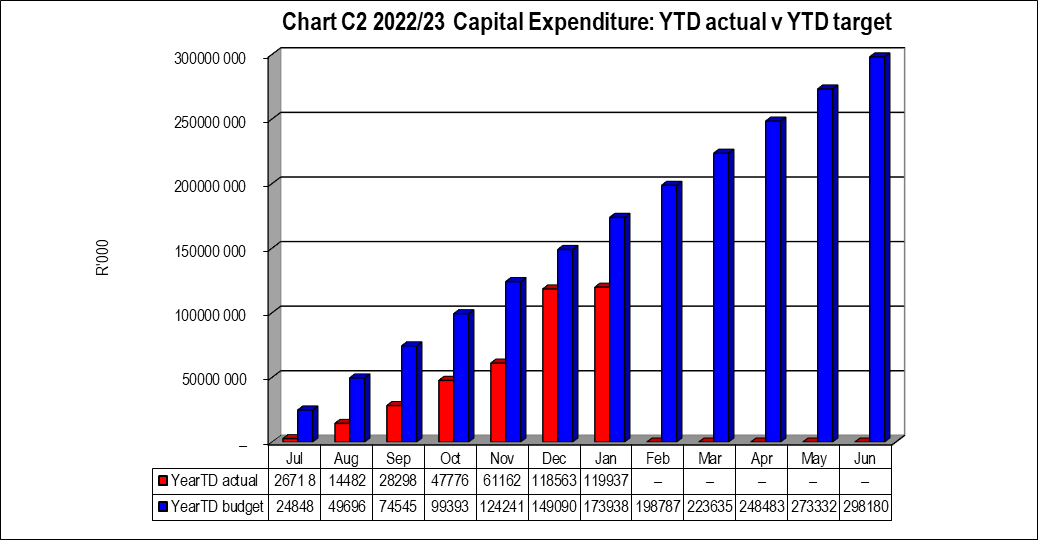 Chart C2 2022/23 Capital Expenditure: YTD actual v YTD target
300000 000
250000 000
200000 000
150000 000
100000 000
50000 000
–
R'000
Jul Aug Sep Oct Nov Dec Jan Feb Mar Apr May Jun
YearTD actual 2671 8 14482 28298 47776 61162 118563 119937 – – – – –
YearTD budget 24848 49696 74545 99393 124241 149090 173938 198787 223635 248483 273332 298180